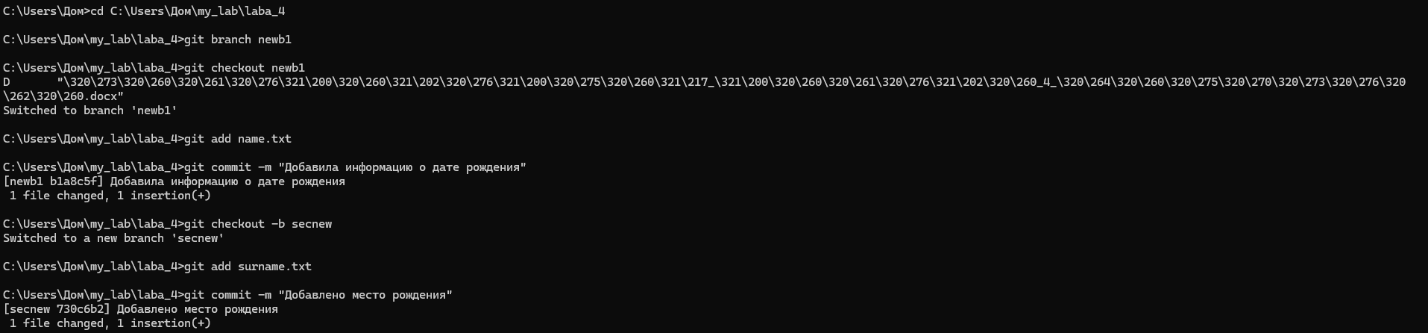 C:\Users\Дом>cd C:\Users\Дом\my_lab\laba_4
C:\Users\Дом\my_lab\laba_4>git branch newb1
C:\Users\Дом\my_lab\laba_4>git checkout newb1
D       "\320\273\320\260\320\261\320\276\321\200\320\260\321\202\320\276\321\200\320\275\320\260\321\217_\321\200\320\260\320\261\320\276\321\202\320\260_4_\320\264\320\260\320\275\320\270\320\273\320\276\320
\262\320\260.docx"
Switched to branch 'newb1'
C:\Users\Дом\my_lab\laba_4>git add name.txt
C:\Users\Дом\my_lab\laba_4>git commit -m "Добавила информацию о дате рождения"
[newb1 b1a8c5f] Добавила информацию о дате рождения
 1 file changed, 1 insertion(+)
C:\Users\Дом\my_lab\laba_4>git checkout -b secnew
Switched to a new branch 'secnew'
C:\Users\Дом\my_lab\laba_4>git add surname.txt
C:\Users\Дом\my_lab\laba_4>git commit -m "Добавлено место рождения"
[secnew 730c6b2] Добавлено место рождения
 1 file changed, 1 insertion(+)